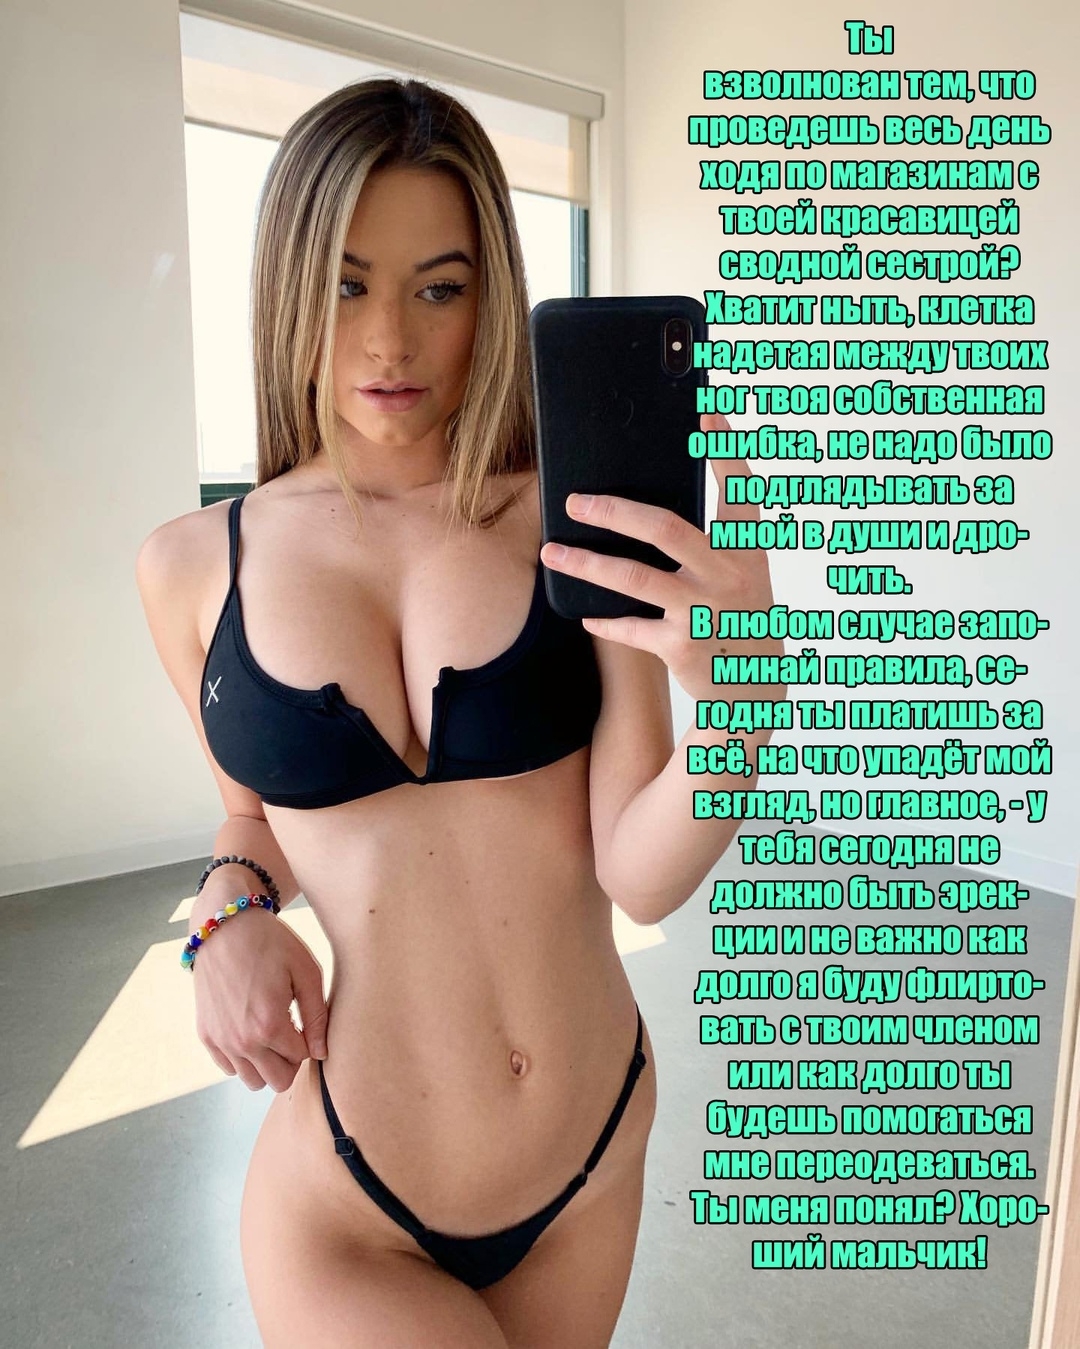 Ты
взволнован тем, что
проведешь весь день
ходя по магазинам с
твоей красавицей
сводной сестрой?
Хватит ныть, клетка
надетая между твоих
ног твоя собственная
ошибка, не надо было
подглядывать за
мной в души и дро-
чить.
В любом случае запо-
минай правила, се-
годня ты платишь за
всё, на что упадёт мой
взгляд, но главное, - у
тебя сегодня не
должно быть эрек-
ции и не важно как
долго я буду флирто-
вать с твоим членом
или как долго ты
будешь помогаться
мне переодеваться.
Ты меня понял? Хоро-
ший мальчик!